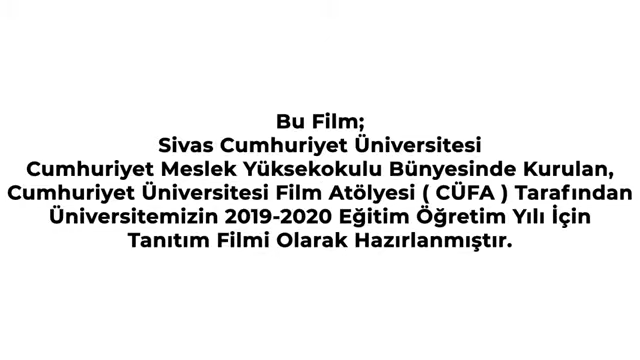 Bu Film;
Sivas Cumhuriyet Üniversitesi
Cumhuriyet Meslek Yüksekokulu Bünyesinde Kurulan,
Cumhuriyet Üniversitesi Film Atölyesi ( CÜFA ) Tarafından
Üniversitemizin 2019-2020 Eğitim Öğretim Yılı İçin
Tanıtım Filmi Olarak Hazırlanmıştır.